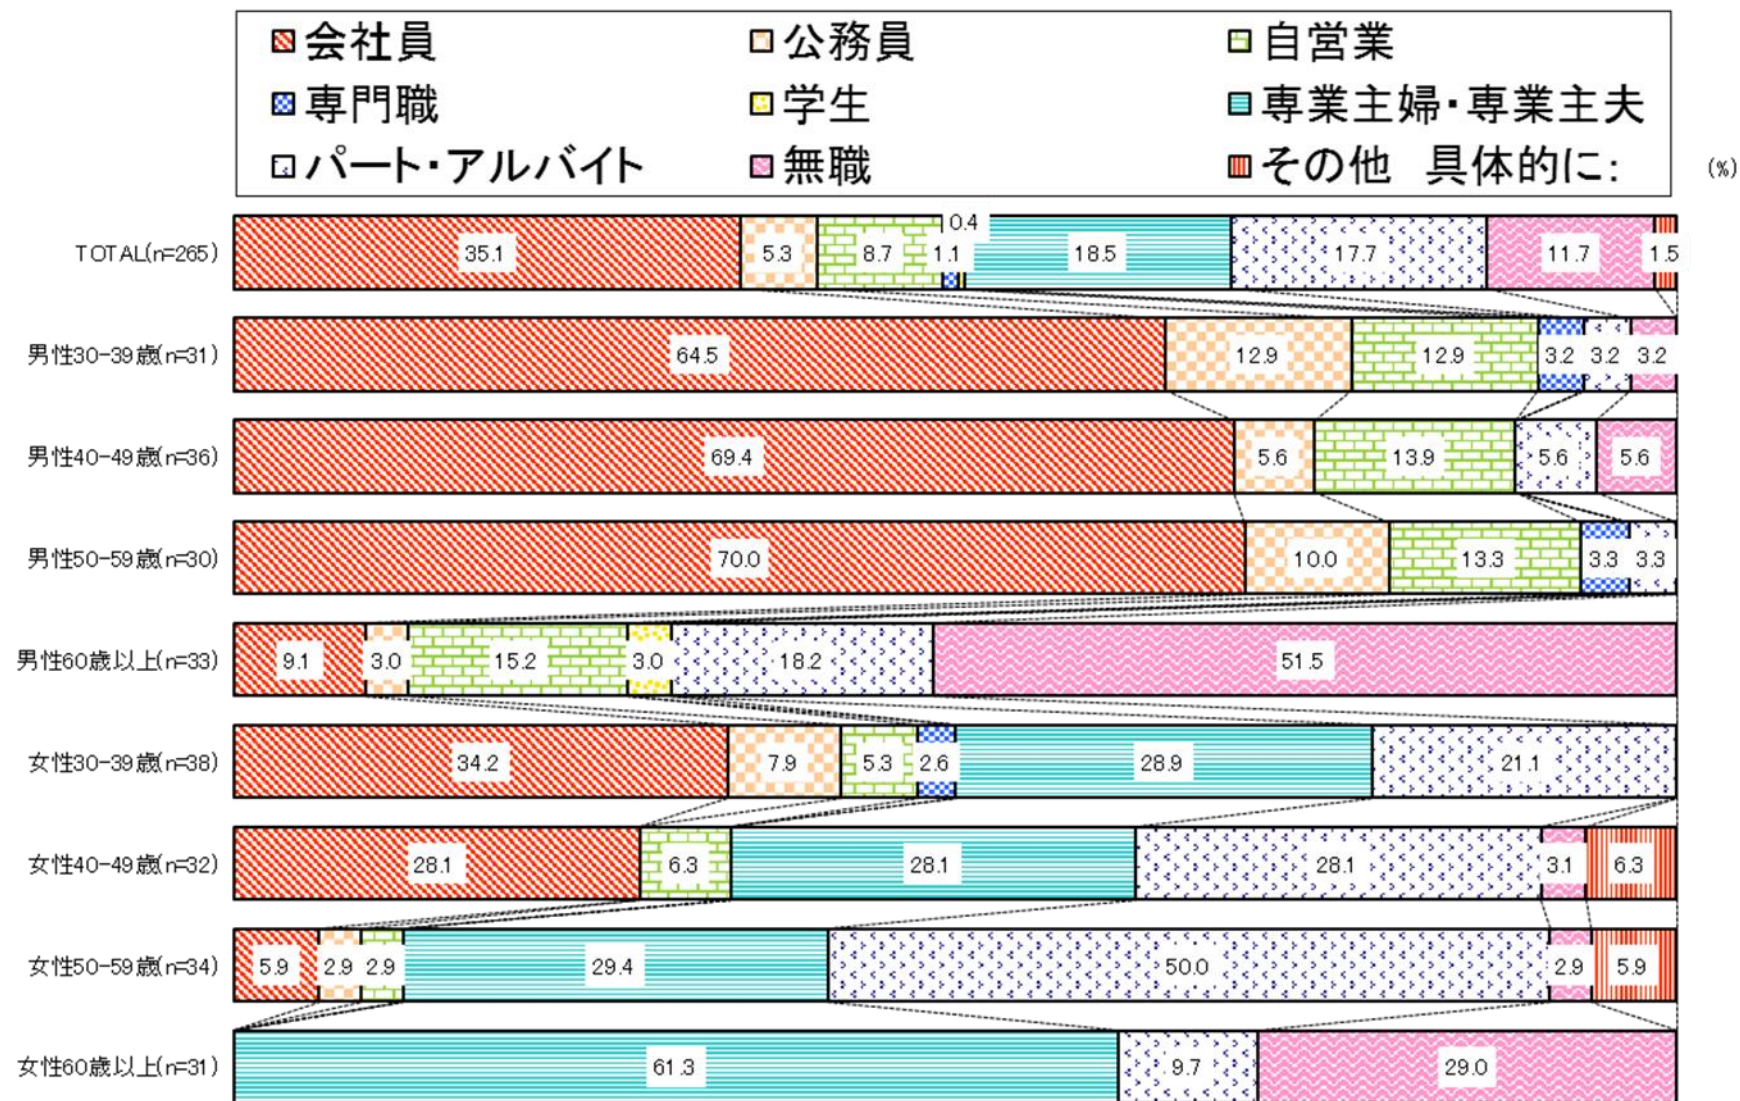 会社員 公務員 自営業
専門職 学生 専業主婦・専業主夫
パート・アルバイト 無職 その他　具体的に:
(%)
TOTAL(n=265) 35.1 5.3 8.7 1.1 0.4 18.5 17.7 11.7 1.5
男性30-39歳(n=31) 64.5 12.9 12.9 3.2 3.2 3.2
男性40-49歳(n=36) 69.4 5.6 13.9 5.6 5.6
男性50-59歳(n=30) 70.0 10.0 13.3 3.3 3.3
男性60歳以上(n=33) 9.1 3.0 15.2 3.0 18.2 51.5
女性30-39歳(n=38) 34.2 7.9 5.3 2.6 28.9 21.1
女性40-49歳(n=32) 28.1 6.3 28.1 28.1 3.1 6.3
女性50-59歳(n=34) 5.9 2.9 2.9 29.4 50.0 2.9 5.9
女性60歳以上(n=31) 61.3 9.7 29.0